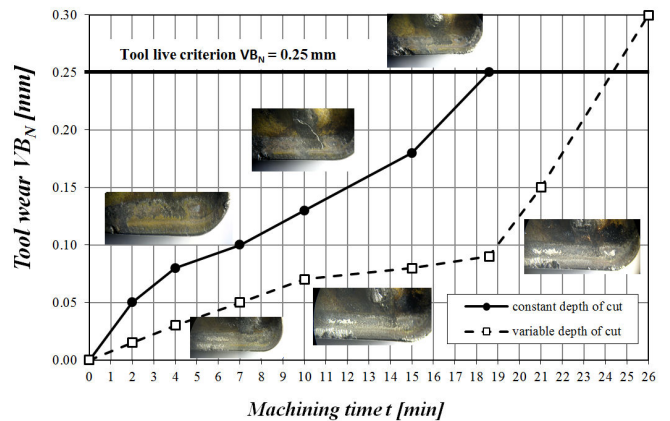 0.30
Tool live criterion VB_N = 0.25 mm
0.25
0.20
0.15
0.10
0.05
0.00
Tool wear VB_N [mm]
constant depth of cut
variable depth of cut
0 1 2 3 4 5 6 7 8 9 10 11 12 13 14 15 16 17 18 19 20 21 22 23 24 25 26
Machining time t [min]